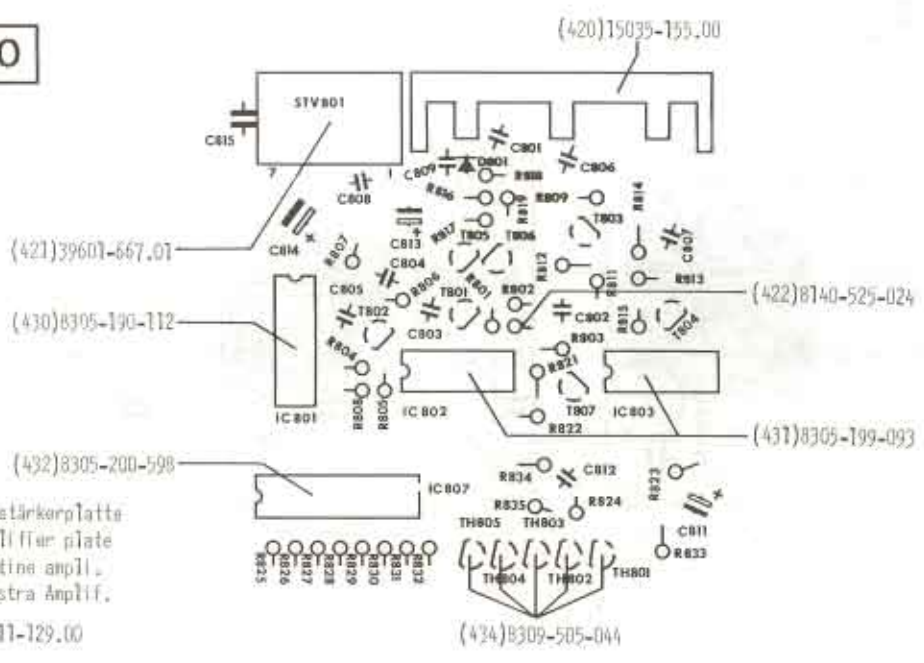 O
(420)15035-155.00
STV801
C815
7 1
C801
C809
D801
C806
R818
R816
R819
R809
R814
C808
C814
+
R807
C813
+
R817
T805
T806
T803
C807
(421)39601-667.01
C804
R806
R812
R811
R813
C805
T801
R801
R802
(422)8140-525-024
(430)8305-190-112
T802
C803
C802
R815
T804
R804
R803
R821
R808
R805
IC801
IC802
T807
IC803
R822
(431)8305-199-093
(432)8305-200-598
R834
C812
R823
+
IC807
R835
R824
C811
tärkerplatte
lifier plate
tine ampli.
stra Amplif.
TH805
TH803
R833
TH804
TH802
TH801
R825
R826
R827
R828
R829
R830
R831
R832
11-129.00
(434)8309-505-044